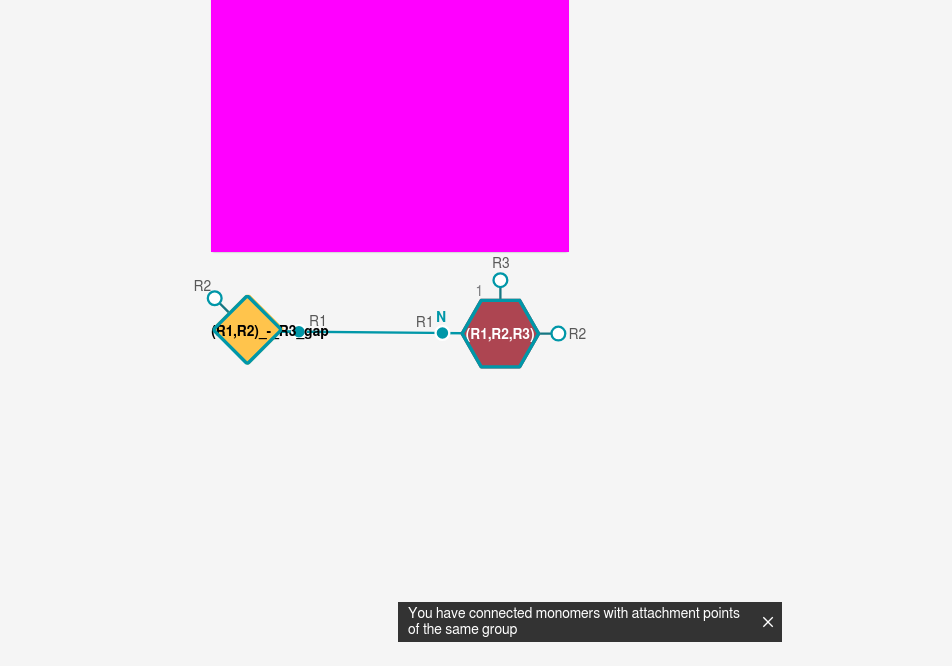 R3
R2
1
R1
R1
N
(R1,R2)_-_R3_gap
(R1,R2,R3)
R2
You have connected monomers with attachment points
of the same group